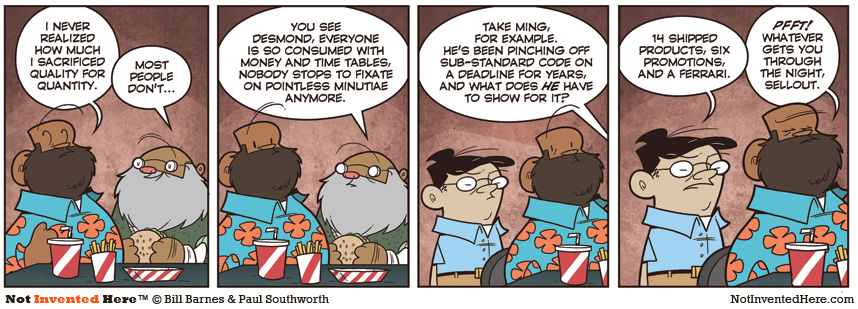 I NEVER
REALIZED
HOW MUCH
I SACRIFICED
QUALITY FOR
QUANTITY.
MOST
PEOPLE
DON'T...
YOU SEE
DESMOND, EVERYONE
IS SO CONSUMED WITH
MONEY AND TIME TABLES,
NOBODY STOPS TO FIXATE
ON POINTLESS MINUTIAE
ANYMORE.
TAKE MING,
FOR EXAMPLE.
HE'S BEEN PINCHING OFF
SUB-STANDARD CODE ON
A DEADLINE FOR YEARS,
AND WHAT DOES HE HAVE
TO SHOW FOR IT?
14 SHIPPED
PRODUCTS, SIX
PROMOTIONS,
AND A FERRARI.
PFFT!
WHATEVER
GETS YOU
THROUGH
THE NIGHT,
SELLOUT.
Not Invented Here™ © Bill Barnes & Paul Southworth
NotInventedHere.com